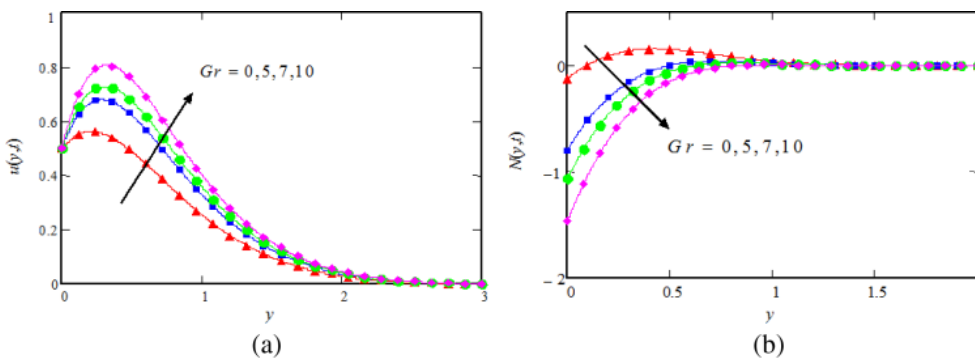 1
0.8
0.6
0.4
0.2
0
0 1 2 3
u(y,t)
y
Gr = 0,5,7,10
(a)
0
−1
−2
0 0.5 1 1.5
N(y,t)
y
Gr = 0,5,7,10
(b)